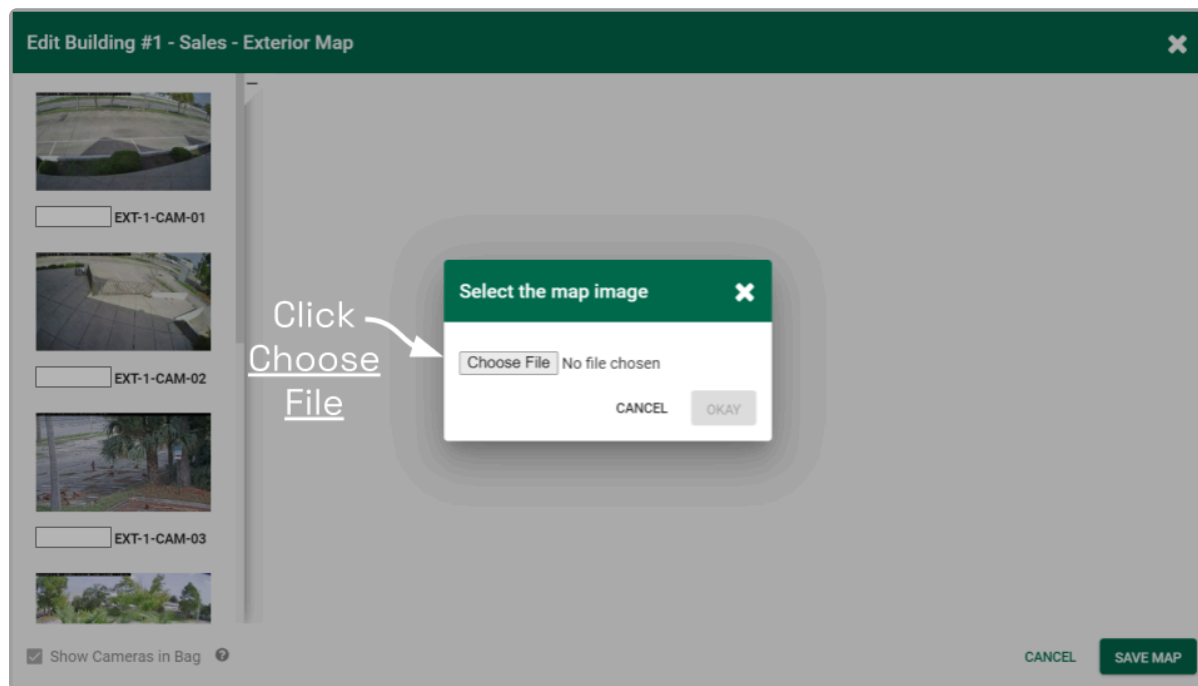 Edit Building #1 - Sales - Exterior Map
EXT-1-CAM-01
EXT-1-CAM-02
EXT-1-CAM-03
Click
Choose
File
Select the map image
Choose File No file chosen
CANCEL OKAY
Show Cameras in Bag
CANCEL SAVE MAP